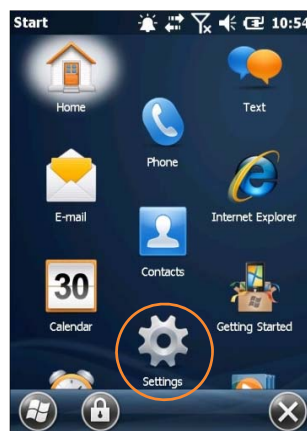 Start 10:54
Home
Text
Phone
E-mail
Internet Explorer
Contacts
30
Calendar
Getting Started
Settings